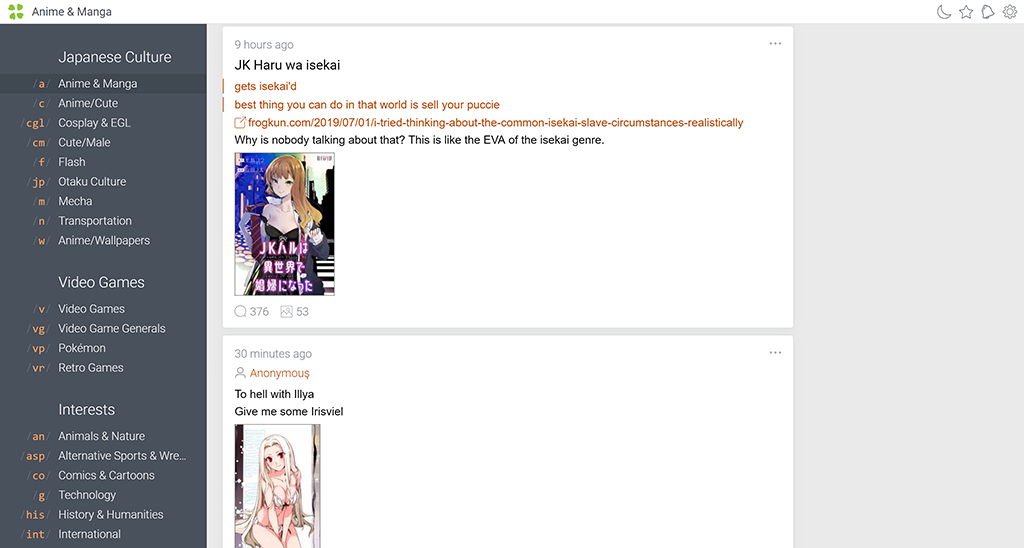 Anime & Manga
Japanese Culture
/a/ Anime & Manga
/c/ Anime/Cute
/cgl/ Cosplay & EGL
/cm/ Cute/Male
/f/ Flash
/jp/ Otaku Culture
/m/ Mecha
/n/ Transportation
/w/ Anime/Wallpapers
Video Games
/v/ Video Games
/vg/ Video Game Generals
/vp/ Pokémon
/vr/ Retro Games
Interests
/an/ Animals & Nature
/asp/ Alternative Sports & Wre...
/co/ Comics & Cartoons
/g/ Technology
/his/ History & Humanities
/int/ International
9 hours ago
JK Haru wa isekai
gets isekai'd
best thing you can do in that world is sell your puccie
frogkun.com/2019/07/01/i-tried-thinking-about-the-common-isekai-slave-circumstances-realistically
Why is nobody talking about that? This is like the EVA of the isekai genre.
JKハルは
異世界で
娼婦になった
376 53
30 minutes ago
Anonymouş
To hell with Illya
Give me some Irisviel